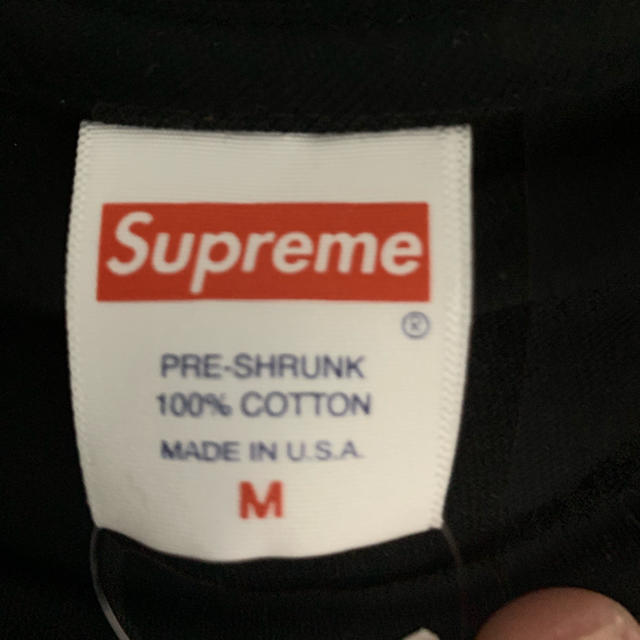 Supreme
®
PRE-SHRUNK
100% COTTON
MADE IN U.S.A.
M